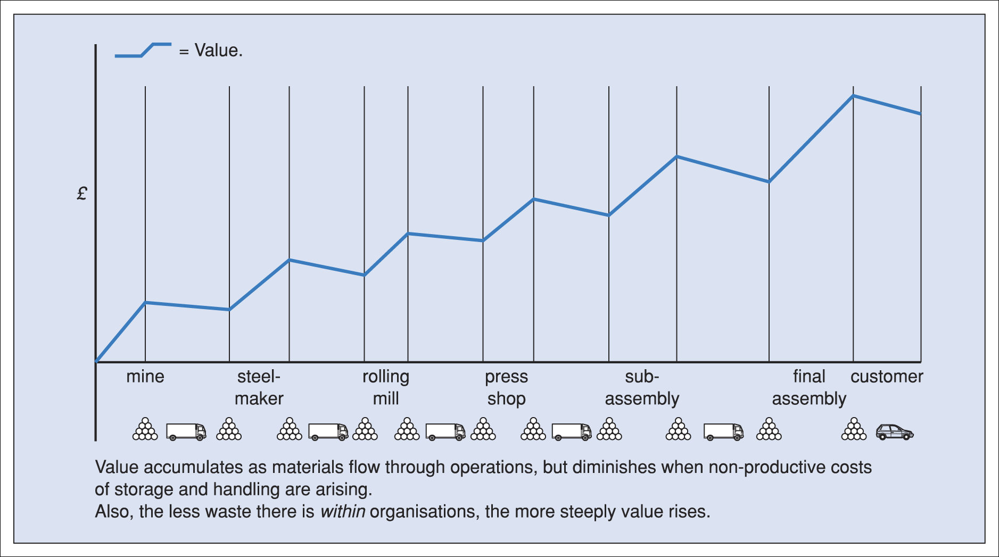 = Value.
£
mine
steel-
maker
rolling
mill
press
shop
sub-
assembly
final
assembly
customer
Value accumulates as materials flow through operations, but diminishes when non-productive costs
of storage and handling are arising.
Also, the less waste there is within organisations, the more steeply value rises.